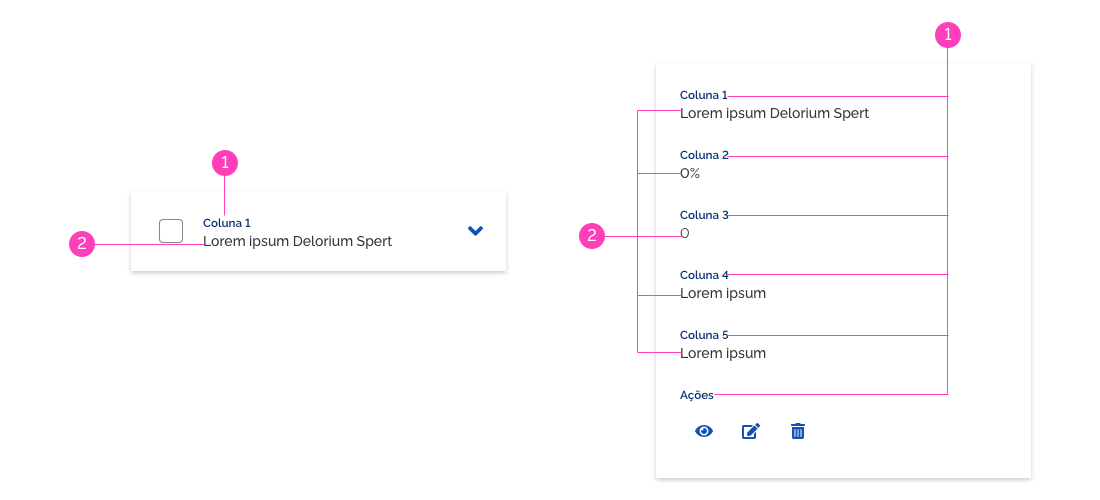 1
Coluna 1
2
Lorem ipsum Delorium Spert
1
Coluna 1
Lorem ipsum Delorium Spert
Coluna 2
0%
Coluna 3
2
0
Coluna 4
Lorem ipsum
Coluna 5
Lorem ipsum
Ações